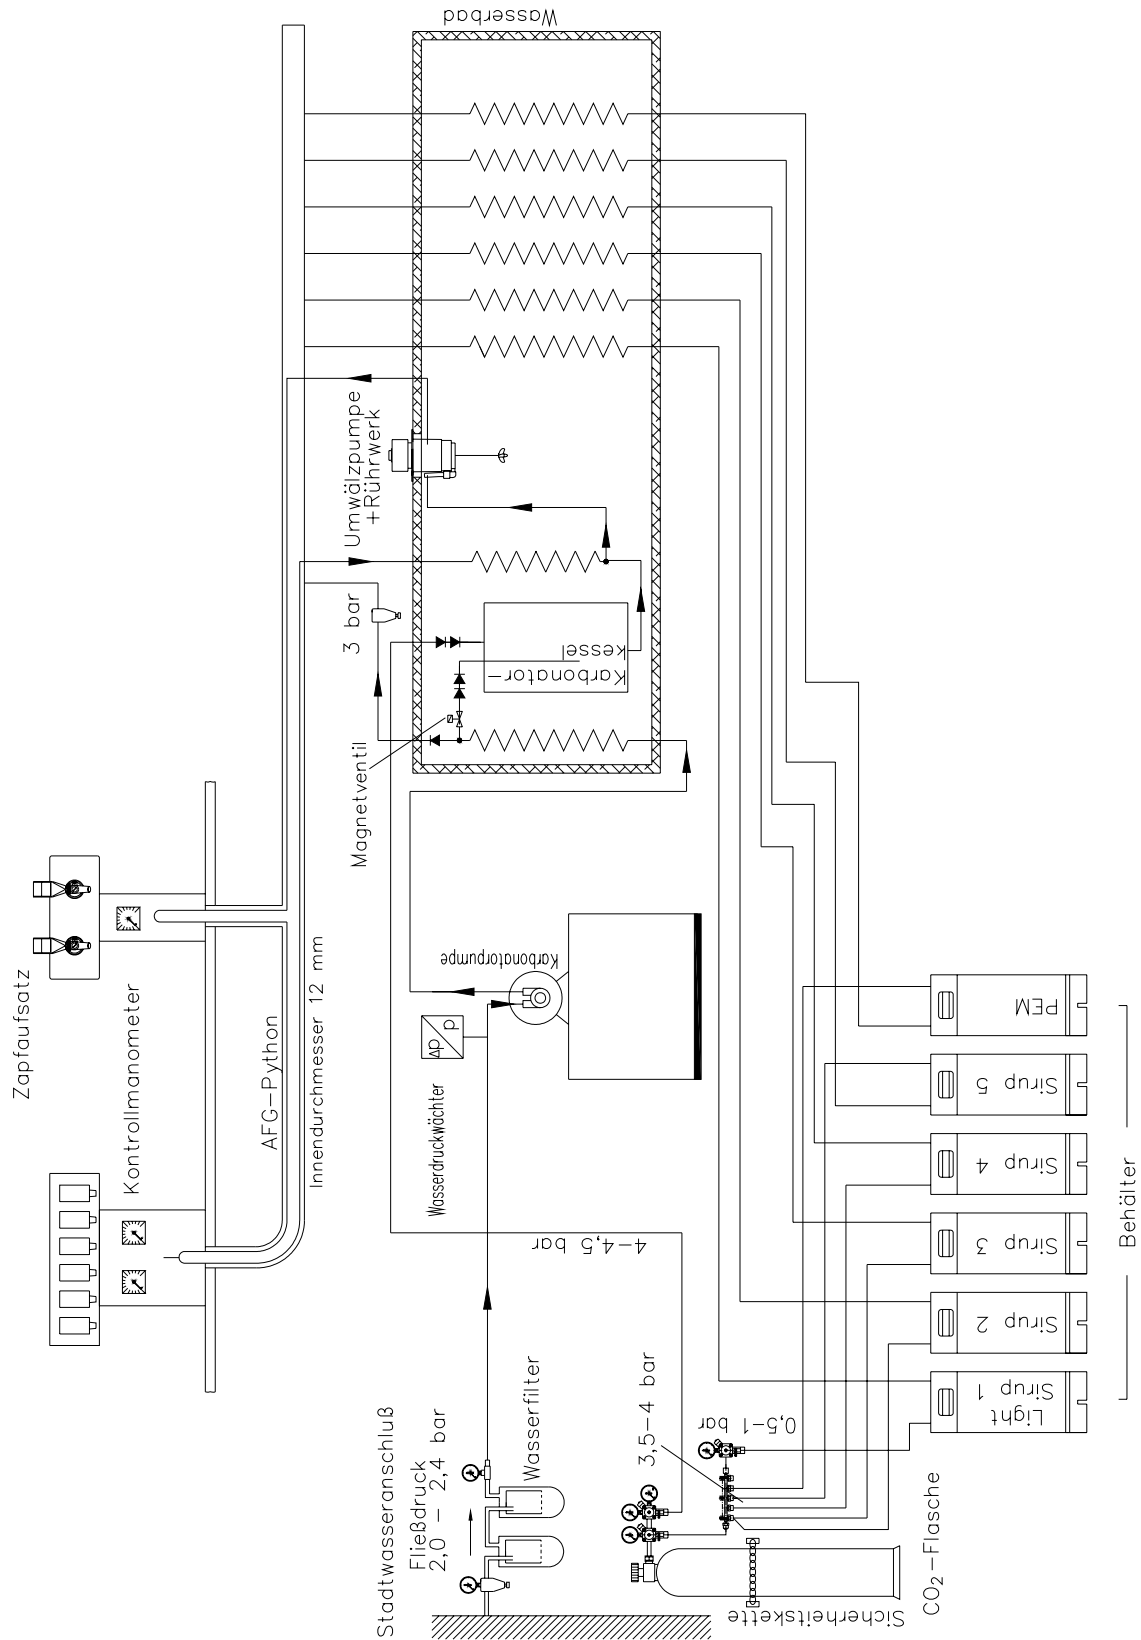 Wasserbad
Umwälzpumpe
+Rührwerk
3 bar
Karbonator-
kessel
Magnetventil
Zapfaufsatz
Kontrollmanometer
AFG-Python
Innendurchmesser 12 mm
Karbonatorpumpe
Δp
p
Wasserdruckwächter
4-4,5 bar
Stadtwasseranschluß
Fließdruck
2,0 - 2,4 bar
Wasserfilter
3,5-4 bar
0,5-1
bar
Sicherheitskette
CO₂-Flasche
PEM
Sirup 5
Sirup 4
Sirup 3
Sirup 2
Light
Sirup 1
Behälter